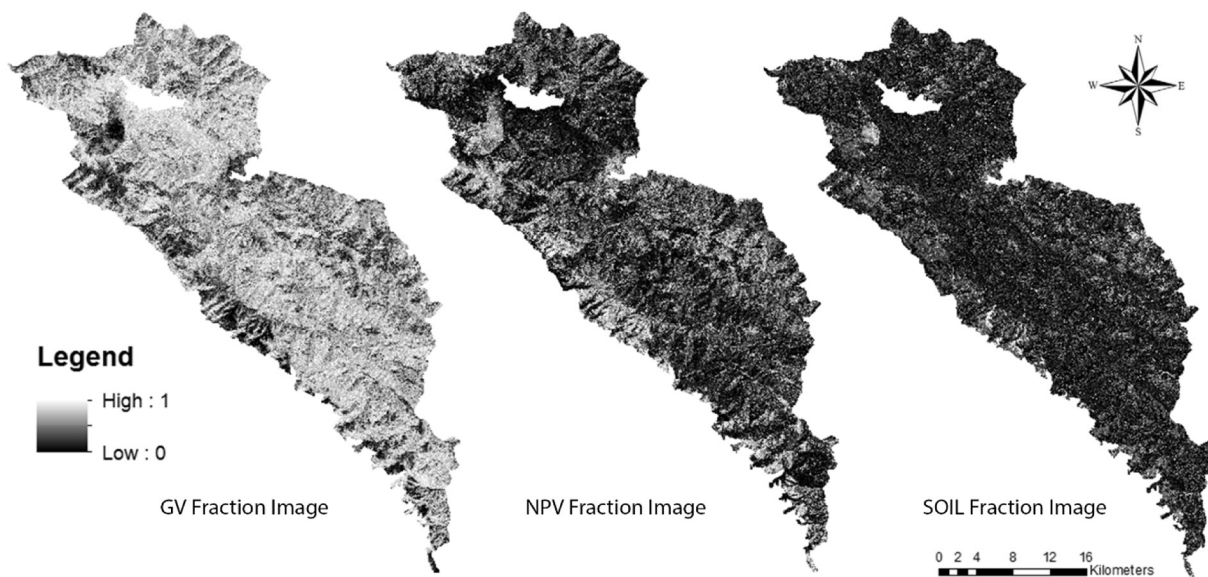 N
W E
S
Legend
High : 1
Low : 0
GV Fraction Image
NPV Fraction Image
SOIL Fraction Image
0 1 2 4 8 12 16
Kilometers